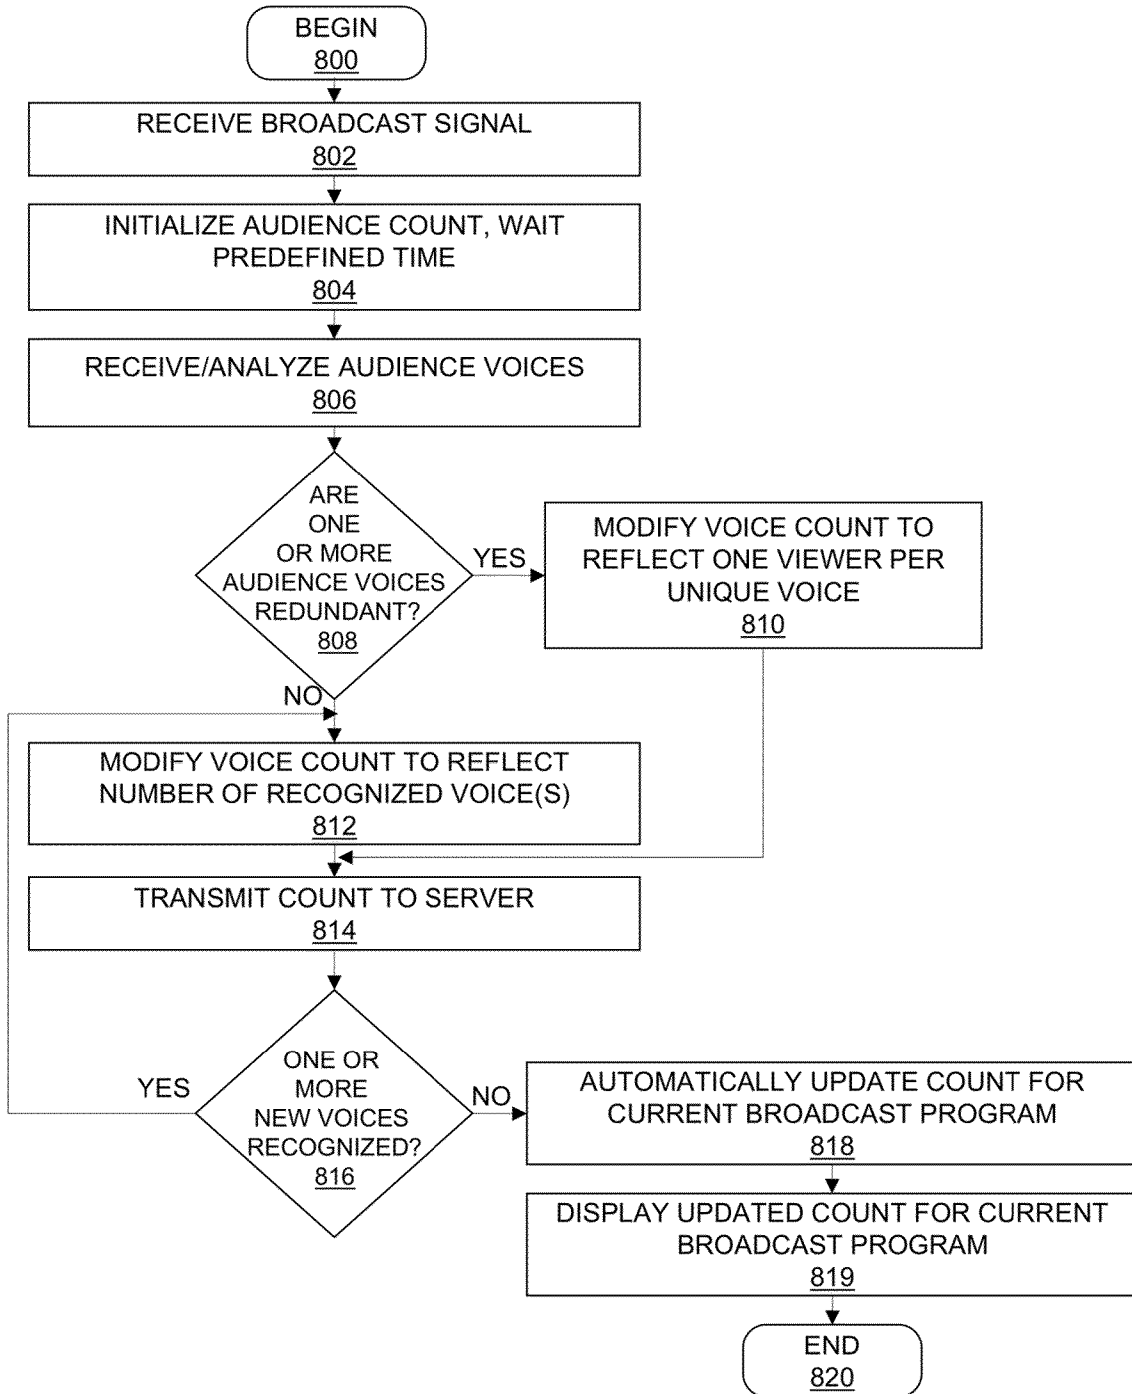 BEGIN
800
RECEIVE BROADCAST SIGNAL
802
INITIALIZE AUDIENCE COUNT, WAIT
PREDEFINED TIME
804
RECEIVE/ANALYZE AUDIENCE VOICES
806
ARE
ONE
OR MORE
AUDIENCE VOICES
REDUNDANT?
808
YES
MODIFY VOICE COUNT TO
REFLECT ONE VIEWER PER
UNIQUE VOICE
810
NO
MODIFY VOICE COUNT TO REFLECT
NUMBER OF RECOGNIZED VOICE(S)
812
TRANSMIT COUNT TO SERVER
814
YES
ONE OR
MORE
NEW VOICES
RECOGNIZED?
816
NO
AUTOMATICALLY UPDATE COUNT FOR
CURRENT BROADCAST PROGRAM
818
DISPLAY UPDATED COUNT FOR CURRENT
BROADCAST PROGRAM
819
END
820